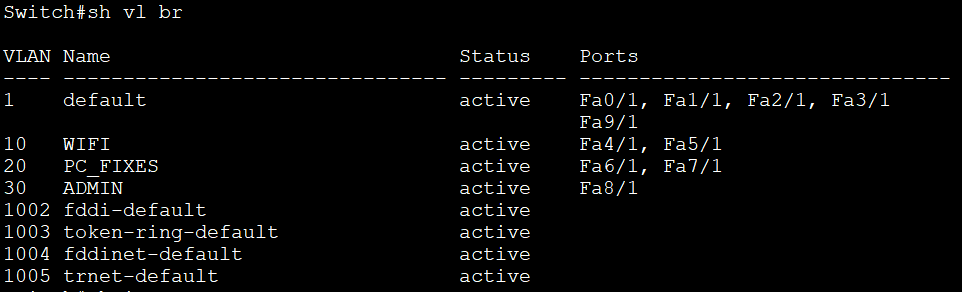 Switch#sh vl br
VLAN Name                             Status    Ports
---- -------------------------------- --------- -------------------------------
1    default                          active    Fa0/1, Fa1/1, Fa2/1, Fa3/1
                                                Fa9/1
10   WIFI                             active    Fa4/1, Fa5/1
20   PC_FIXES                         active    Fa6/1, Fa7/1
30   ADMIN                            active    Fa8/1
1002 fddi-default                     active
1003 token-ring-default               active
1004 fddinet-default                  active
1005 trnet-default                    active